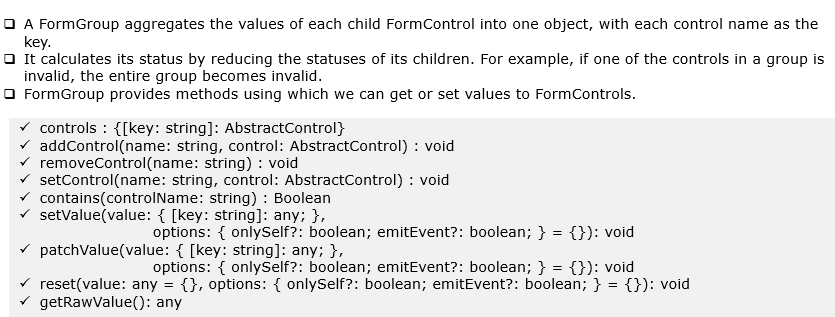 ❑ A FormGroup aggregates the values of each child FormControl into one object, with each control name as the
key.
❑ It calculates its status by reducing the statuses of its children. For example, if one of the controls in a group is
invalid, the entire group becomes invalid.
❑ FormGroup provides methods using which we can get or set values to FormControls.
✓ controls : {[key: string]: AbstractControl}
✓ addControl(name: string, control: AbstractControl) : void
✓ removeControl(name: string) : void
✓ setControl(name: string, control: AbstractControl) : void
✓ contains(controlName: string) : Boolean
✓ setValue(value: { [key: string]: any; },
options: { onlySelf?: boolean; emitEvent?: boolean; } = {}): void
✓ patchValue(value: { [key: string]: any; },
options: { onlySelf?: boolean; emitEvent?: boolean; } = {}): void
✓ reset(value: any = {}, options: { onlySelf?: boolean; emitEvent?: boolean; } = {}): void
✓ getRawValue(): any